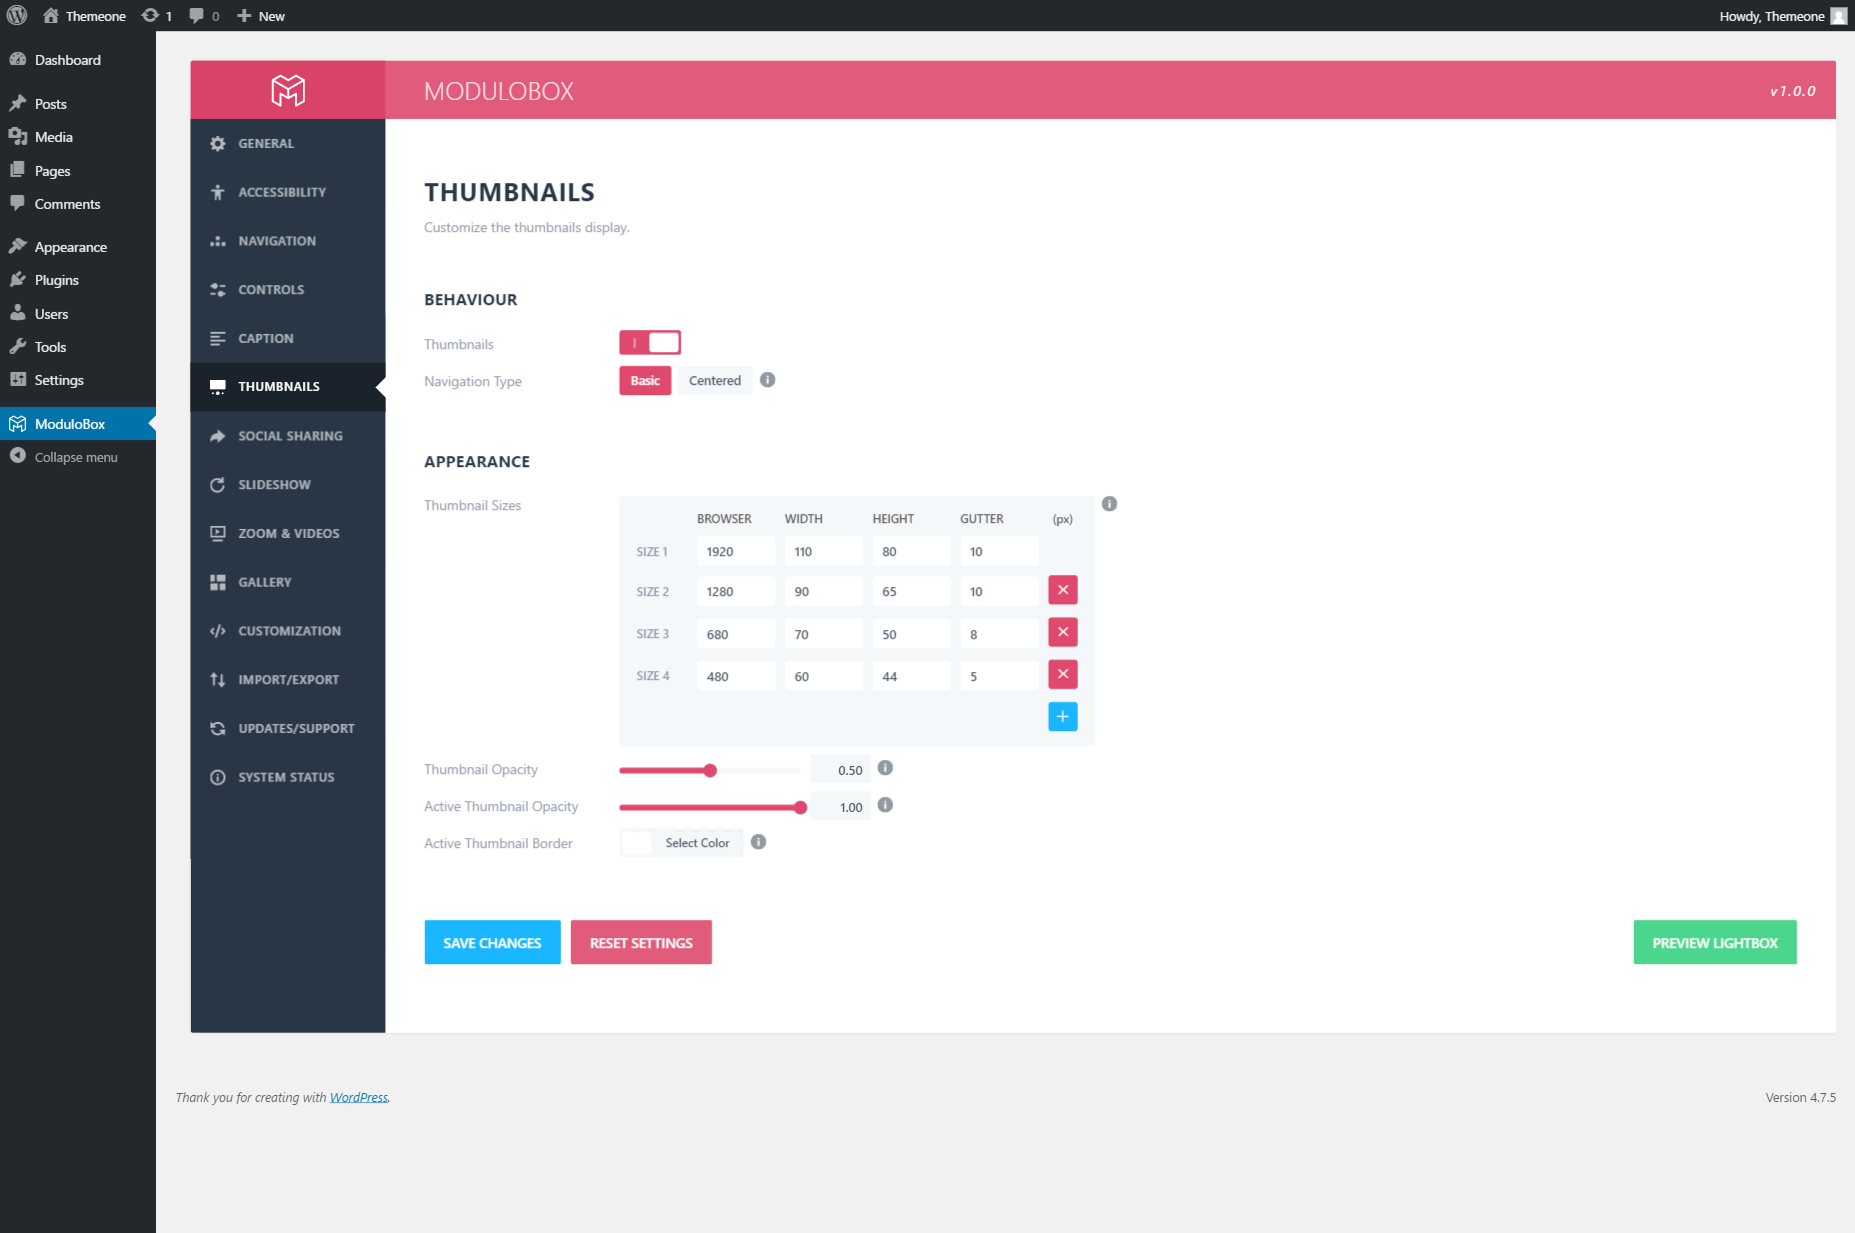 Themeone 1 0 New Howdy, Themeone
Dashboard
Posts
Media
Pages
Comments
Appearance
Plugins
Users
Tools
Settings
ModuloBox
Collapse menu
MODULOBOX v1.0.0
GENERAL
ACCESSIBILITY
NAVIGATION
CONTROLS
CAPTION
THUMBNAILS
SOCIAL SHARING
SLIDESHOW
ZOOM & VIDEOS
GALLERY
CUSTOMIZATION
IMPORT/EXPORT
UPDATES/SUPPORT
SYSTEM STATUS
THUMBNAILS
Customize the thumbnails display.
BEHAVIOUR
Thumbnails
Navigation Type Basic Centered
APPEARANCE
Thumbnail Sizes
BROWSER WIDTH HEIGHT GUTTER (px)
SIZE 1 1920 110 80 10
SIZE 2 1280 90 65 10
SIZE 3 680 70 50 8
SIZE 4 480 60 44 5
Thumbnail Opacity 0.50
Active Thumbnail Opacity 1.00
Active Thumbnail Border Select Color
SAVE CHANGES RESET SETTINGS PREVIEW LIGHTBOX
Thank you for creating with WordPress. Version 4.7.5